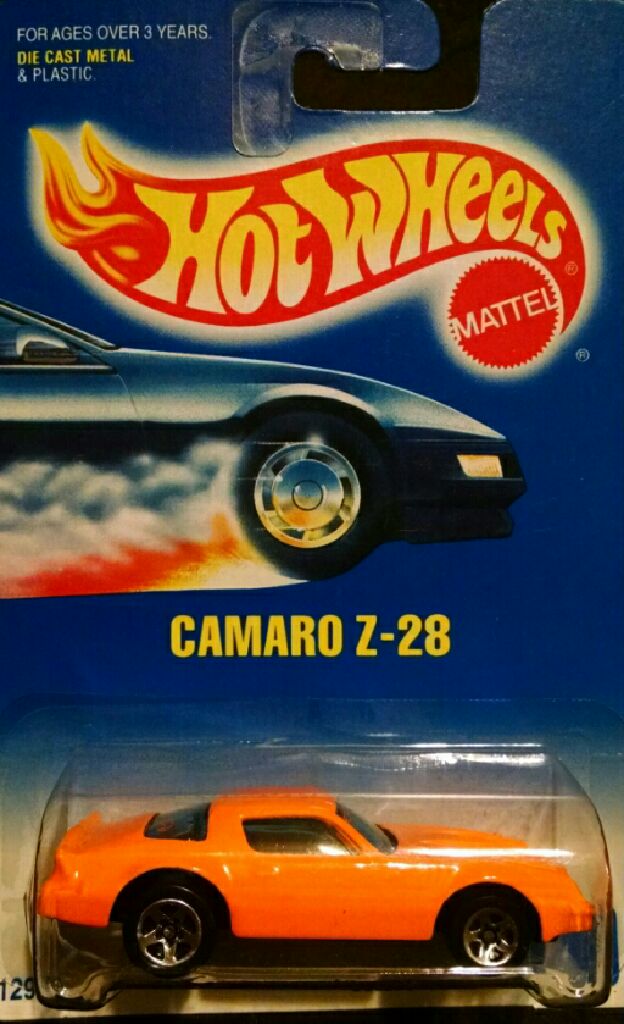 FOR AGES OVER 3 YEARS.
DIE CAST METAL
& PLASTIC.
HOT WHEELS
®
MATTEL
®
CAMARO Z-28
129